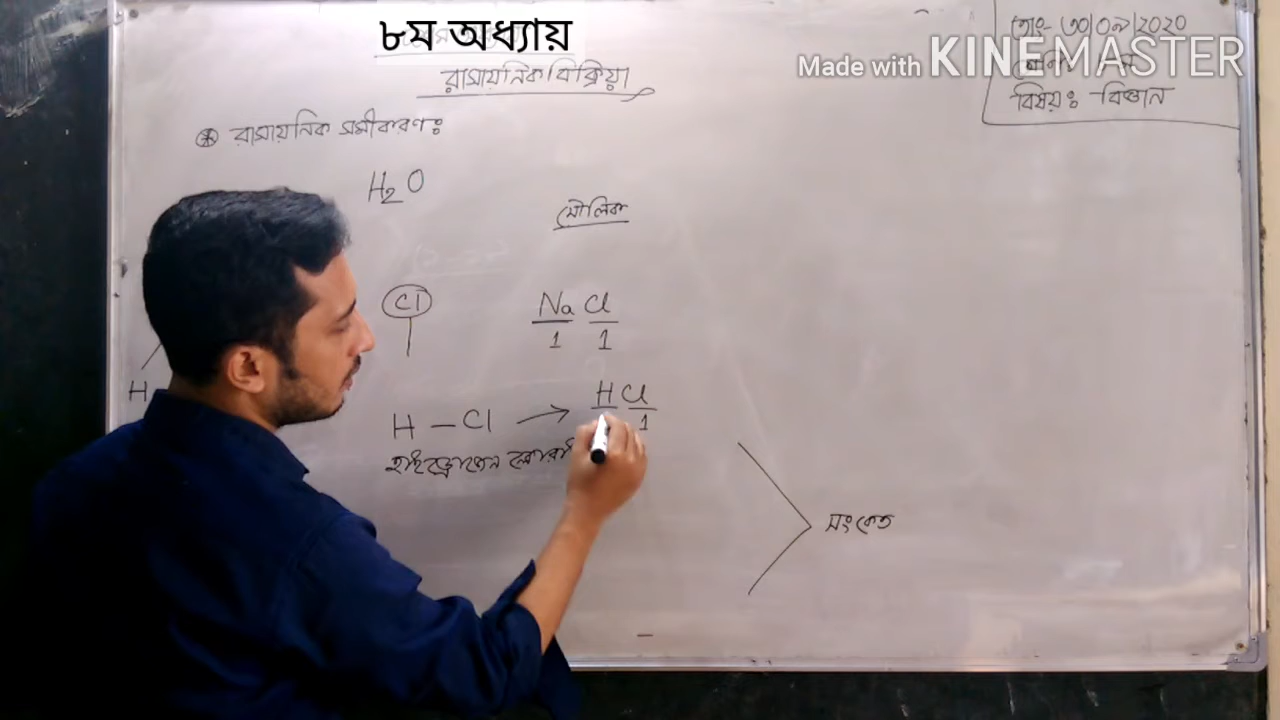 ৮ম অধ্যায়
রাসায়নিক বিক্রিয়া
Made with KINEMASTER
তাং- ৩০/০৯/২০২০
বিষয়ঃ বিজ্ঞান
রাসায়নিক সমীকরণঃ
H₂O
মৌলিক
Cl
Na Cl
1 1
H
H Cl
1
H — Cl →
হাইড্রোজেন
সংকেত